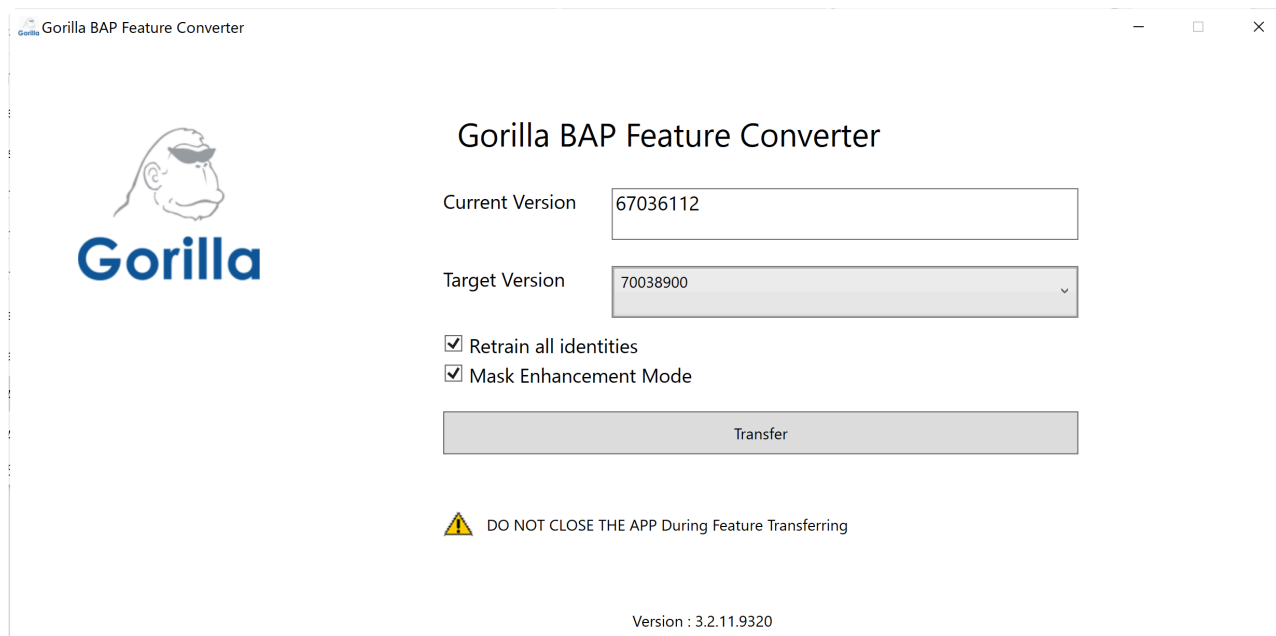 Gorilla Gorilla BAP Feature Converter
Gorilla
Gorilla BAP Feature Converter
Current Version 67036112
Target Version 70038900
Retrain all identities
Mask Enhancement Mode
Transfer
DO NOT CLOSE THE APP During Feature Transferring
Version : 3.2.11.9320